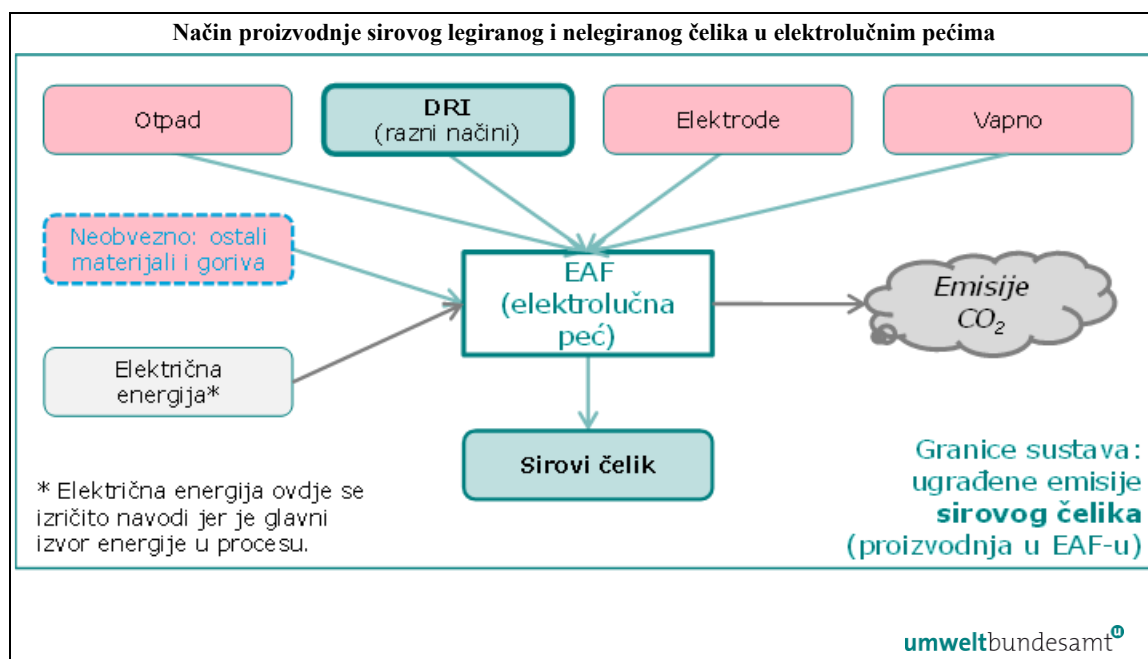 Način proizvodnje sirovog legiranog i nelegiranog čelika u elektrolučnim pećima
Otpad
DRI
(razni načini)
Elektrode
Vapno
Neobvezno: ostali
materijali i goriva
EAF
(elektrolučna
peć)
Emisije
CO2
Električna
energija*
Sirovi čelik
* Električna energija ovdje se
izričito navodi jer je glavni
izvor energije u procesu.
Granice sustava:
ugrađene emisije
sirovog čelika
(proizvodnja u EAF-u)
umweltbundesamt